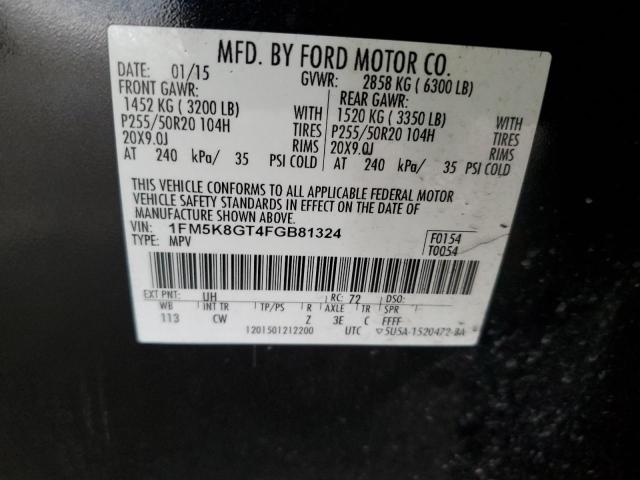 MFD. BY FORD MOTOR CO.
DATE: 01/15 GVWR: 2858 KG ( 6300 LB)
FRONT GAWR: REAR GAWR:
1452 KG ( 3200 LB) WITH 1520 KG ( 3350 LB) WITH
P255/50R20 104H TIRES P255/50R20 104H TIRES
20X9.0J RIMS 20X9.0J RIMS
AT 240 kPa/ 35 PSI COLD AT 240 kPa/ 35 PSI COLD
THIS VEHICLE CONFORMS TO ALL APPLICABLE FEDERAL MOTOR
VEHICLE SAFETY STANDARDS IN EFFECT ON THE DATE OF
MANUFACTURE SHOWN ABOVE.
VIN: 1FM5K8GT4FGB81324 F0154
TYPE: MPV T0054
EXT PNT: UH RC: 72 DSO:
WB INT TR TP/PS R AXLE TR SPR
113 CW Z 3E C FFFF
1201501212200 UTC 5U5A-1520472-BA